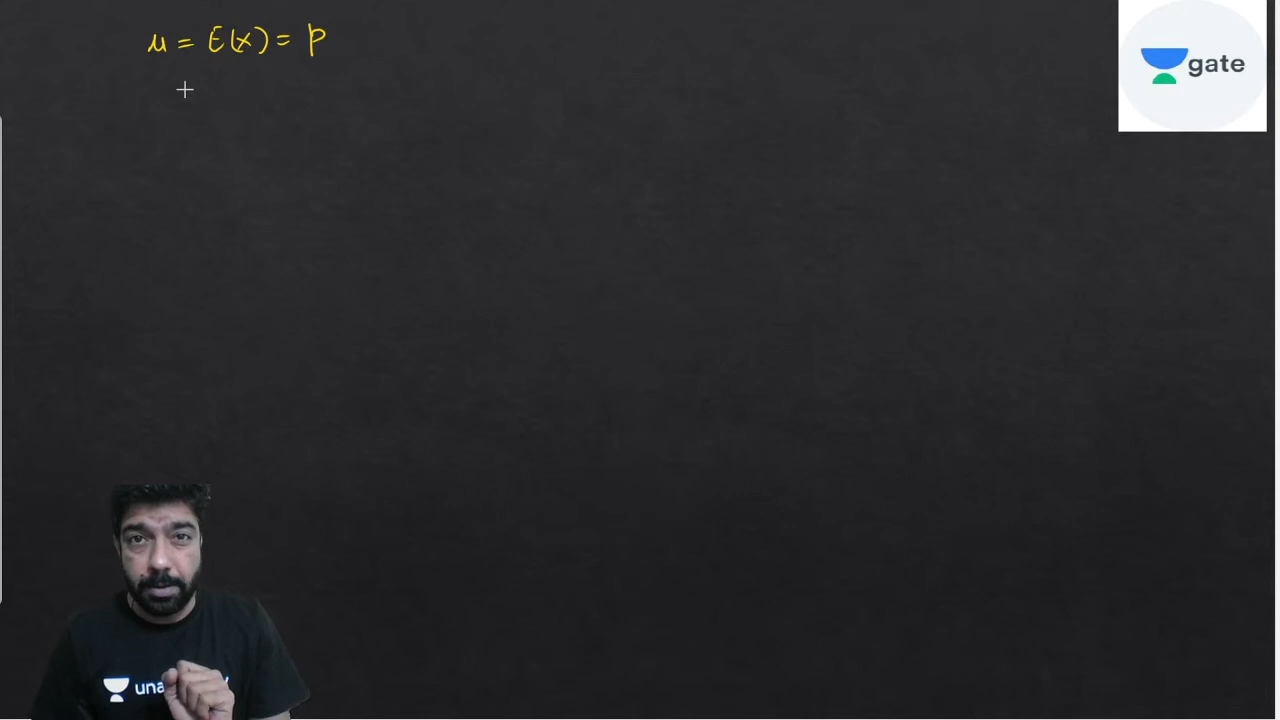 μ = E(x) = p
gate
una